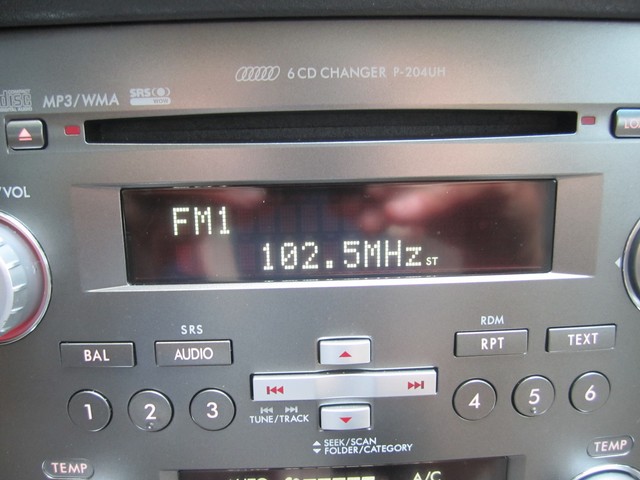 6 CD CHANGER P-204UH
MP3/WMA SRS WOW
/VOL
FM1
102.5MHz ST
SRS RDM
BAL AUDIO RPT TEXT
1 2 3 4 5 6
TUNE/TRACK
SEEK/SCAN
FOLDER/CATEGORY
TEMP TEMP
A/C